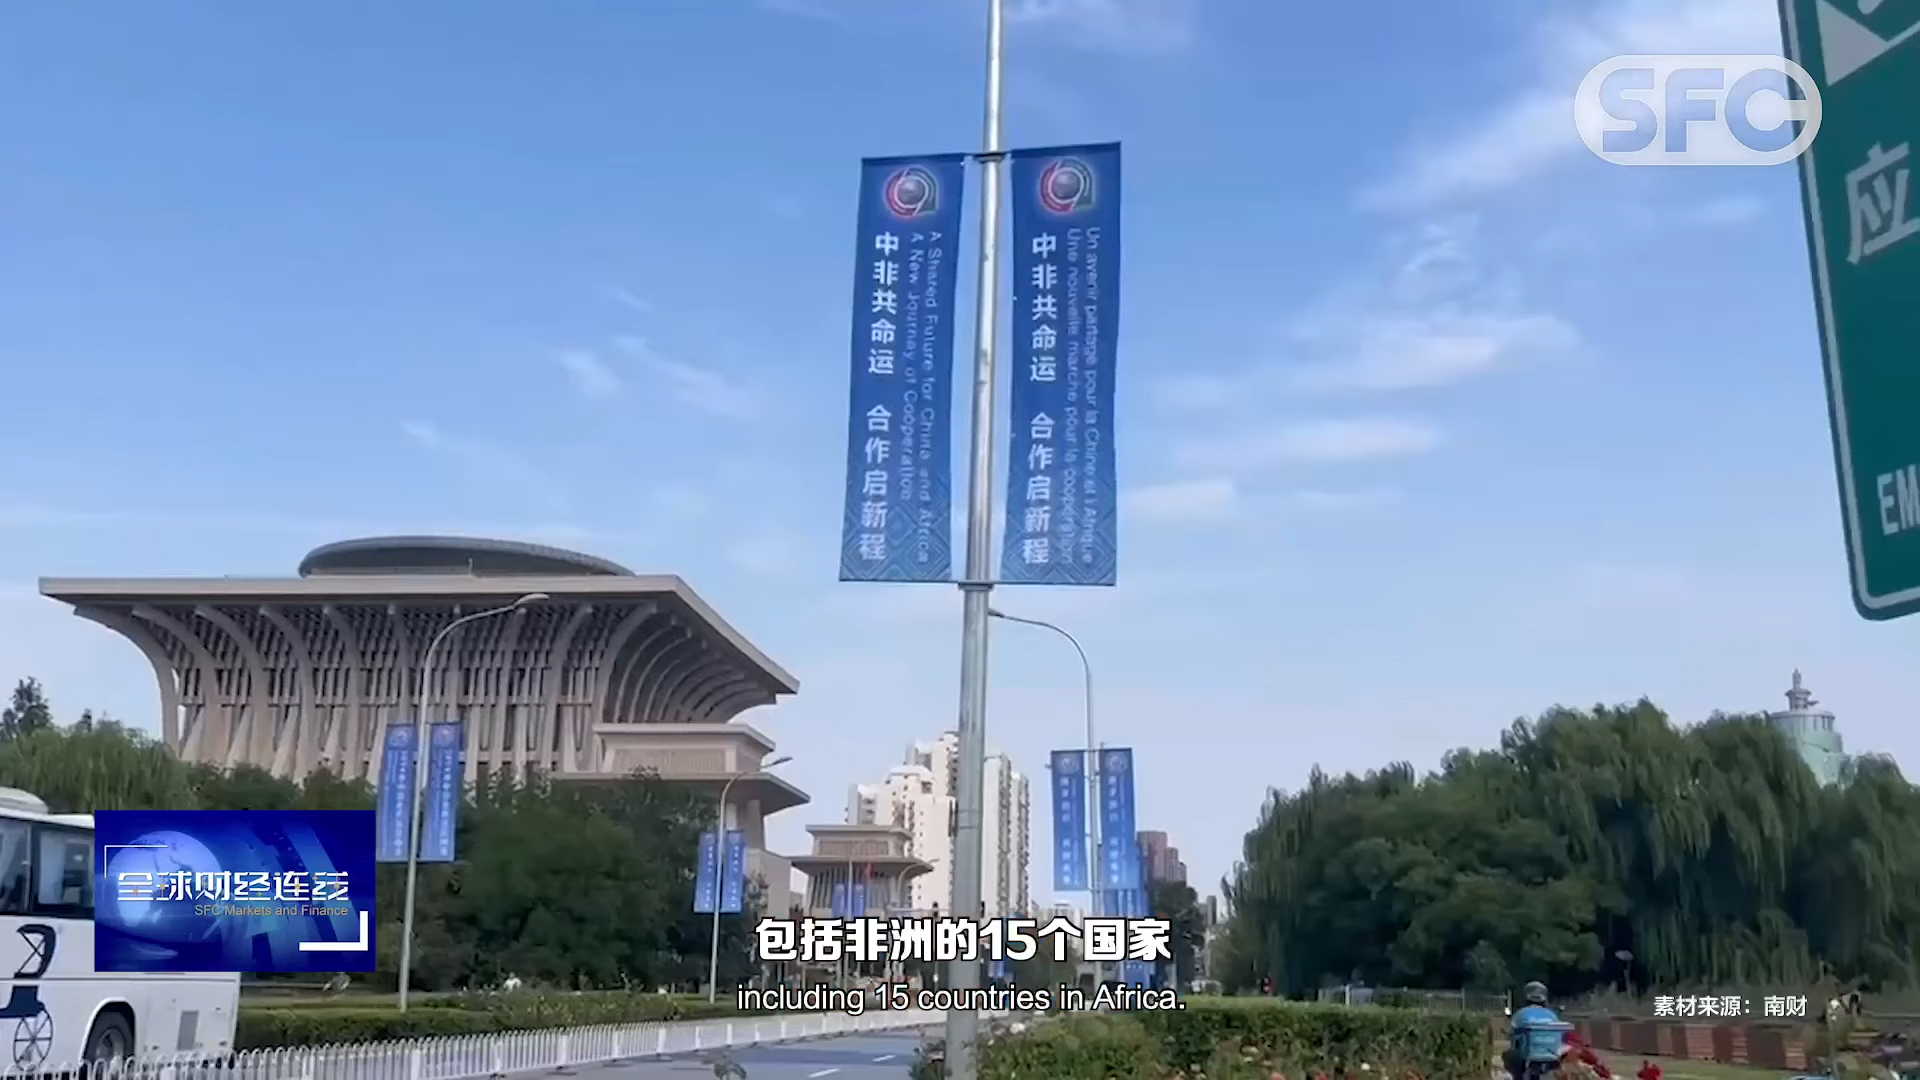 SFC
应
EM
中非共命运 合作启新程
A Shared Future for China and Africa
A New Journey of Cooperation
中非共命运 合作启新程
Un avenir partagé pour la Chine et l'Afrique
Une nouvelle marche pour la coopération
全球财经连线
SFC Markets and Finance
包括非洲的15个国家
including 15 countries in Africa.
素材来源：南财